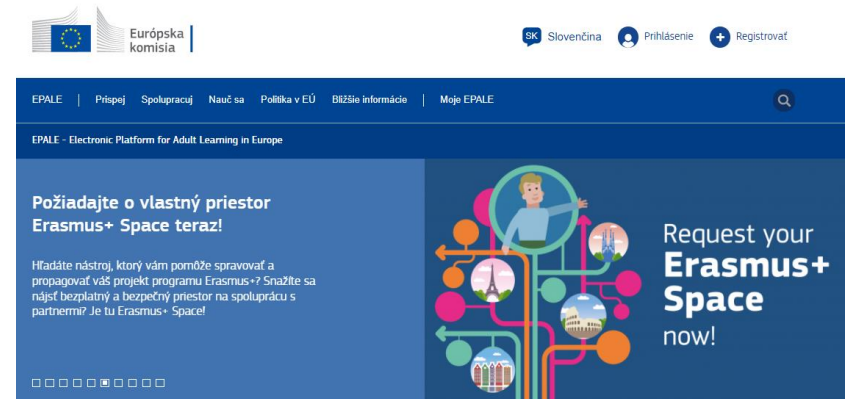 Európska
komisia
SK Slovenčina Prihlásenie Registrovať
EPALE | Prispej Spolupracuj Nauč sa Politika v EÚ Bližšie informácie | Moje EPALE
EPALE - Electronic Platform for Adult Learning in Europe
Požiadajte o vlastný priestor
Erasmus+ Space teraz!
Hľadáte nástroj, ktorý vám pomôže spravovať a
propagovať váš projekt programu Erasmus+? Snažíte sa
nájsť bezplatný a bezpečný priestor na spoluprácu s
partnermi? Je tu Erasmus+ Space!
Request your
Erasmus+
Space
now!